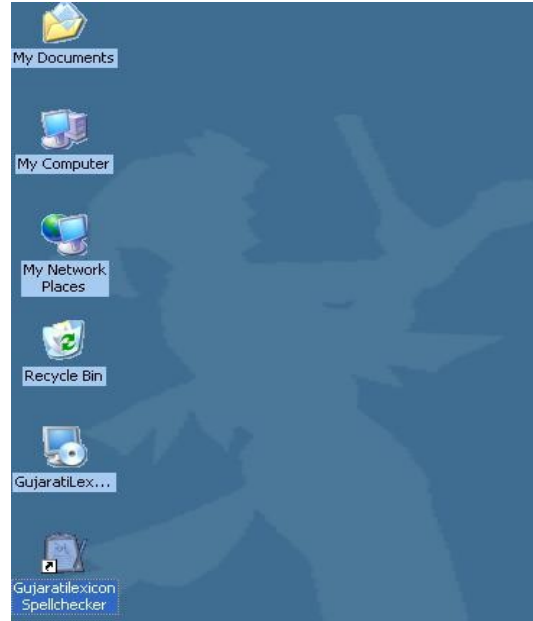 My Documents
My Computer
My Network
Places
Recycle Bin
GujaratiLex...
Gujaratilexicon
Spellchecker